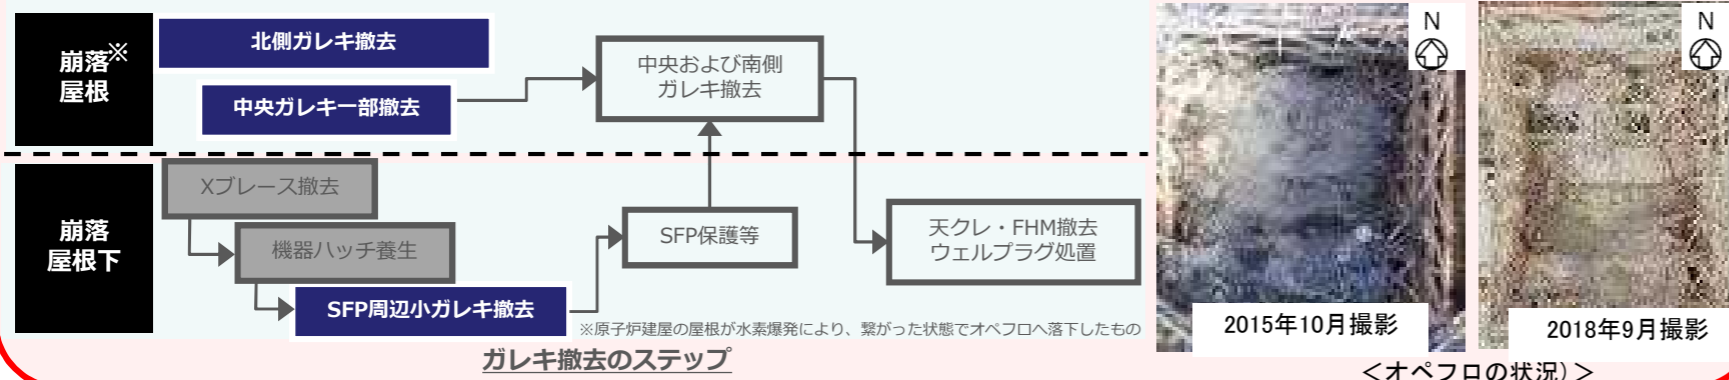 崩落※
屋根
北側ガレキ撤去
中央ガレキ一部撤去
中央および南側
ガレキ撤去
崩落
屋根下
Xブレース撤去
機器ハッチ養生
SFP周辺小ガレキ撤去
SFP保護等
天クレ・FHM撤去
ウェルプラグ処置
※原子炉建屋の屋根が水素爆発により、繋がった状態でオペフロへ落下したもの
ガレキ撤去のステップ
N
2015年10月撮影
N
2018年9月撮影
＜オペフロの状況)＞